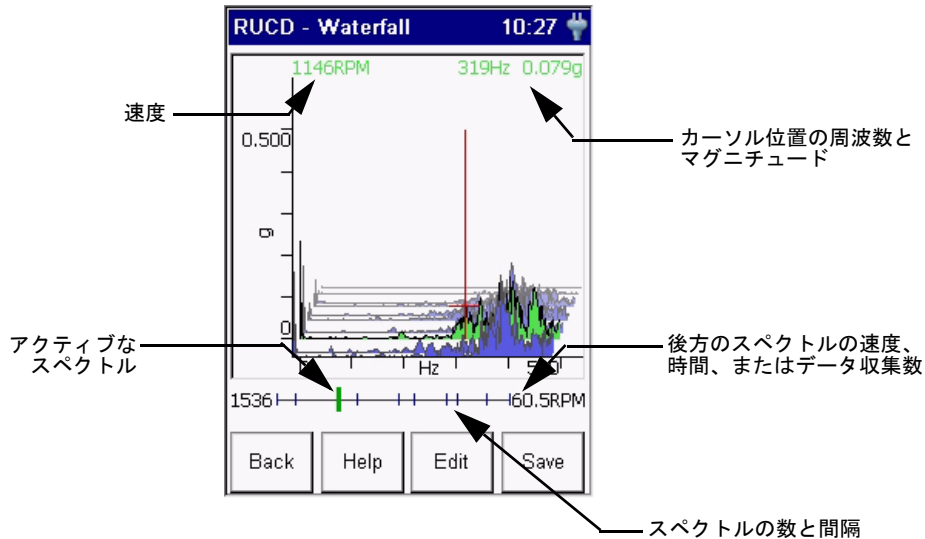 RUCD - Waterfall 10:27
1146RPM 319Hz 0.079g
速度
カーソル位置の周波数と
マグニチュード
0.500
g
0
アクティブな
スペクトル
後方のスペクトルの速度、
時間、またはデータ収集数
Hz
1536 60.5RPM
Back Help Edit Save
スペクトルの数と間隔